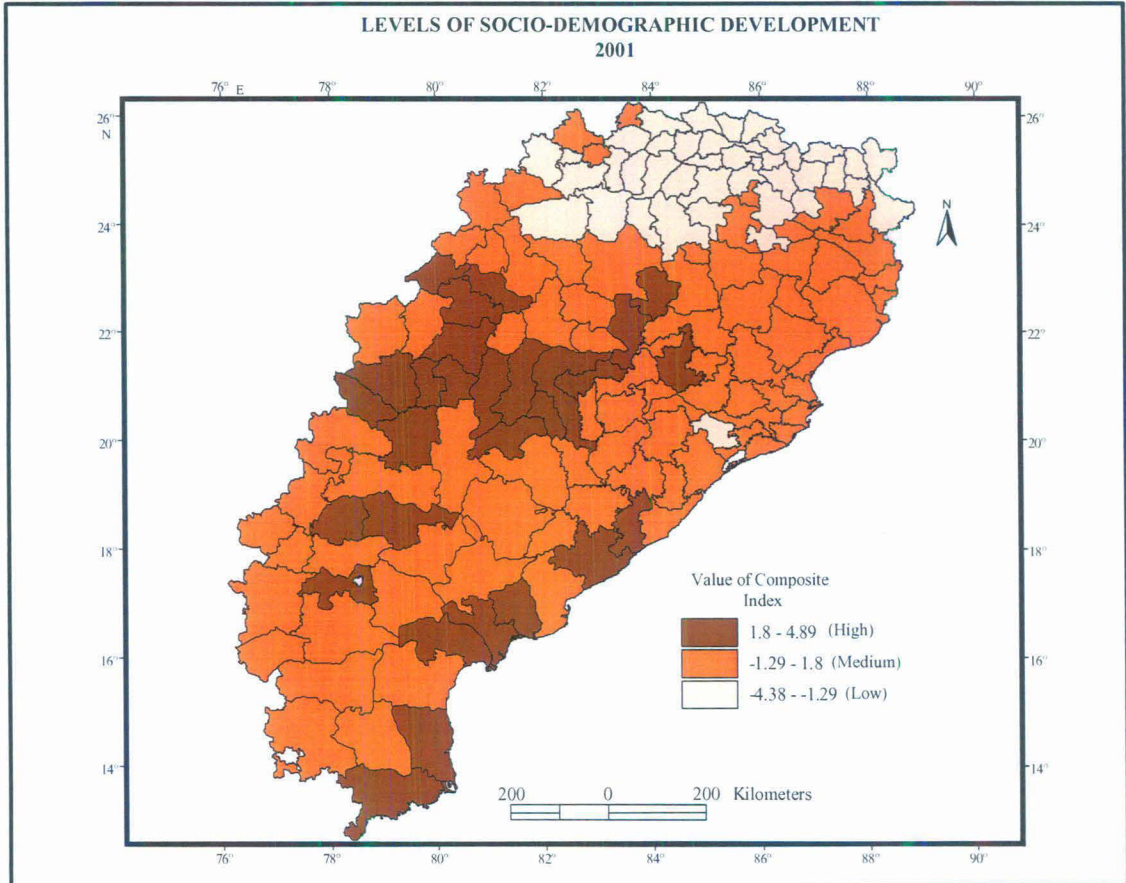 LEVELS OF SOCIO-DEMOGRAPHIC DEVELOPMENT
2001
76° E 78° 80° 82° 84° 86° 88° 90°
26° N 26°
24° 24°
N
22° 22°
20° 20°
18° 18°
16° 16°
14° 14°
Value of Composite
Index
1.8 - 4.89 (High)
-1.29 - 1.8 (Medium)
-4.38 - -1.29 (Low)
200 0 200 Kilometers
76° 78° 80° 82° 84° 86° 88° 90°